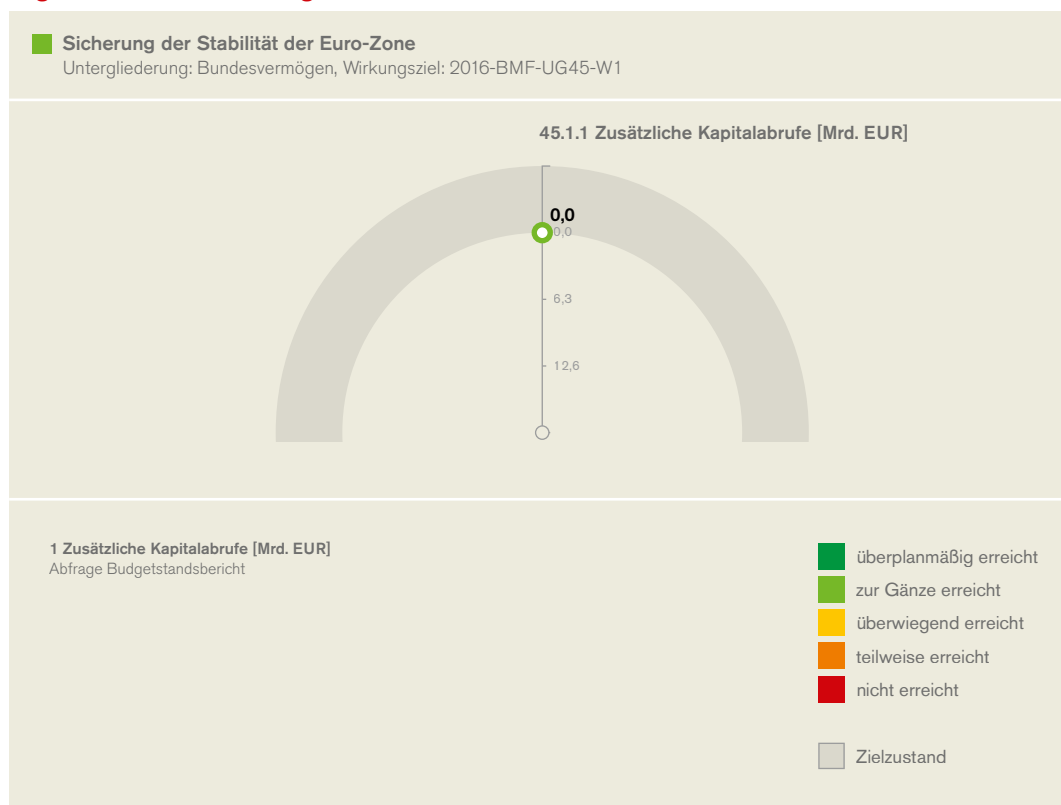 Sicherung der Stabilität der Euro-Zone
Untergliederung: Bundesvermögen, Wirkungsziel: 2016-BMF-UG45-W1
45.1.1 Zusätzliche Kapitalabrufe [Mrd. EUR]
0,0
0,0
6,3
12,6
1 Zusätzliche Kapitalabrufe [Mrd. EUR]
Abfrage Budgetstandsbericht
überplanmäßig erreicht
zur Gänze erreicht
überwiegend erreicht
teilweise erreicht
nicht erreicht
Zielzustand